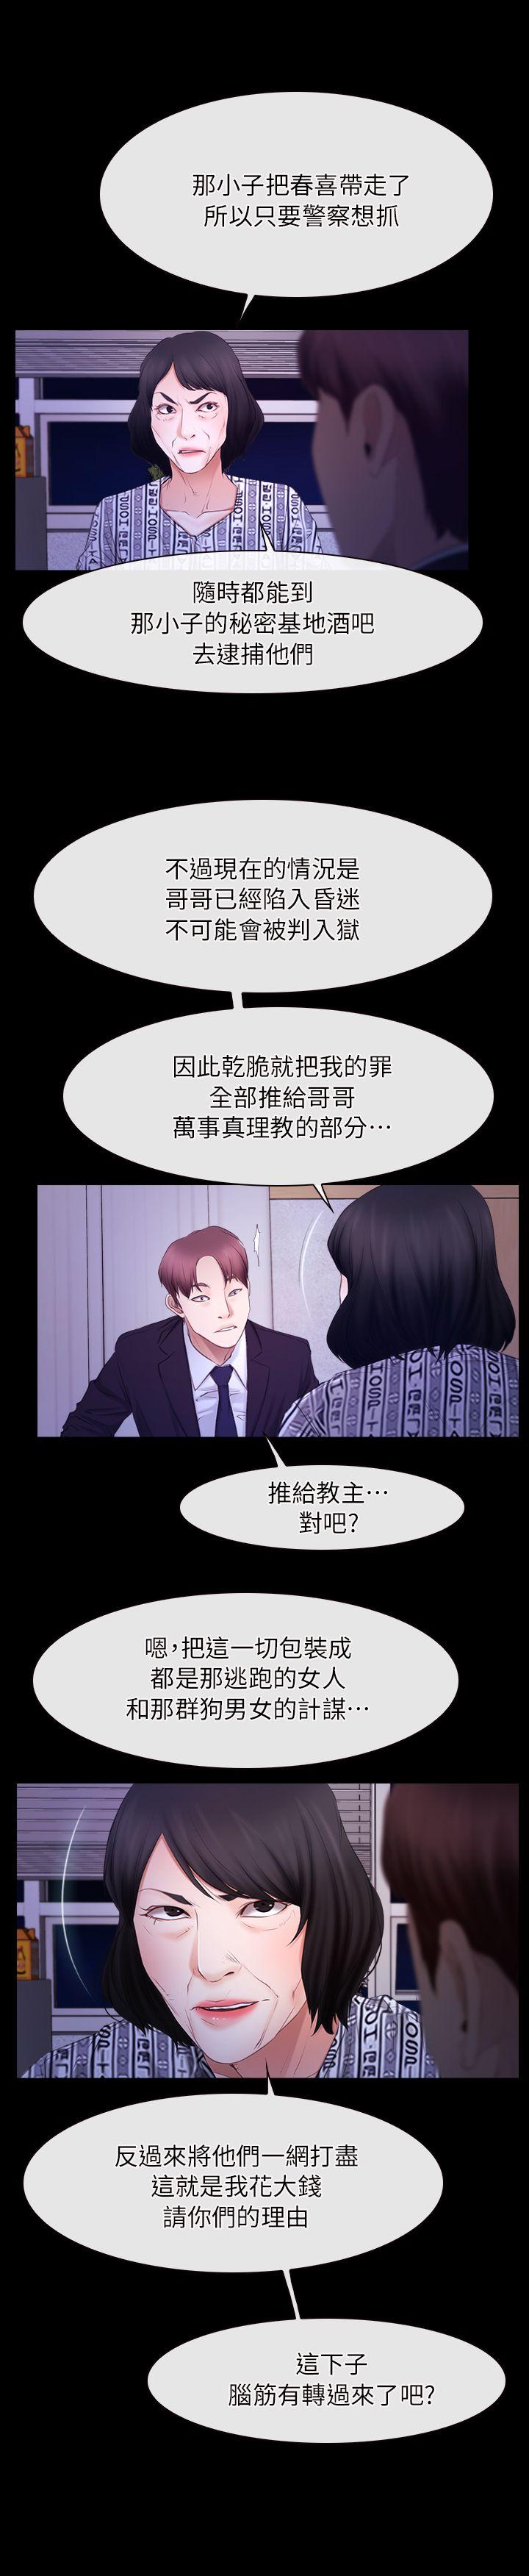 那小子把春喜帶走了
所以只要警察想抓
隨時都能到
那小子的秘密基地酒吧
去逮捕他們
不過現在的情況是
哥哥已經陷入昏迷
不可能會被判入獄
因此乾脆就把我的罪
全部推給哥哥
萬事真理教的部分⋯
推給教主⋯
對吧?
嗯,把這一切包裝成
都是那逃跑的女人
和那群狗男女的計謀⋯
反過來將他們一網打盡
這就是我花大錢
請你們的理由
這下子
腦筋有轉過來了吧?